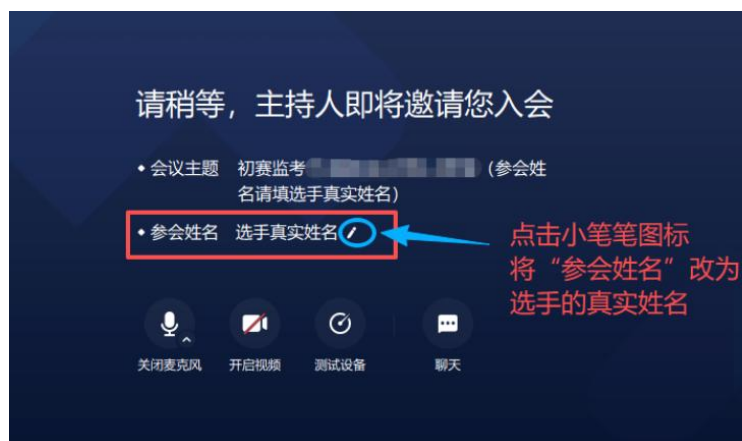 请稍等，主持人即将邀请您入会
• 会议主题 初赛监考 (参会姓
名请填选手真实姓名)
• 参会姓名 选手真实姓名
点击小笔笔图标
将“参会姓名”改为
选手的真实姓名
关闭麦克风 开启视频 测试设备 聊天